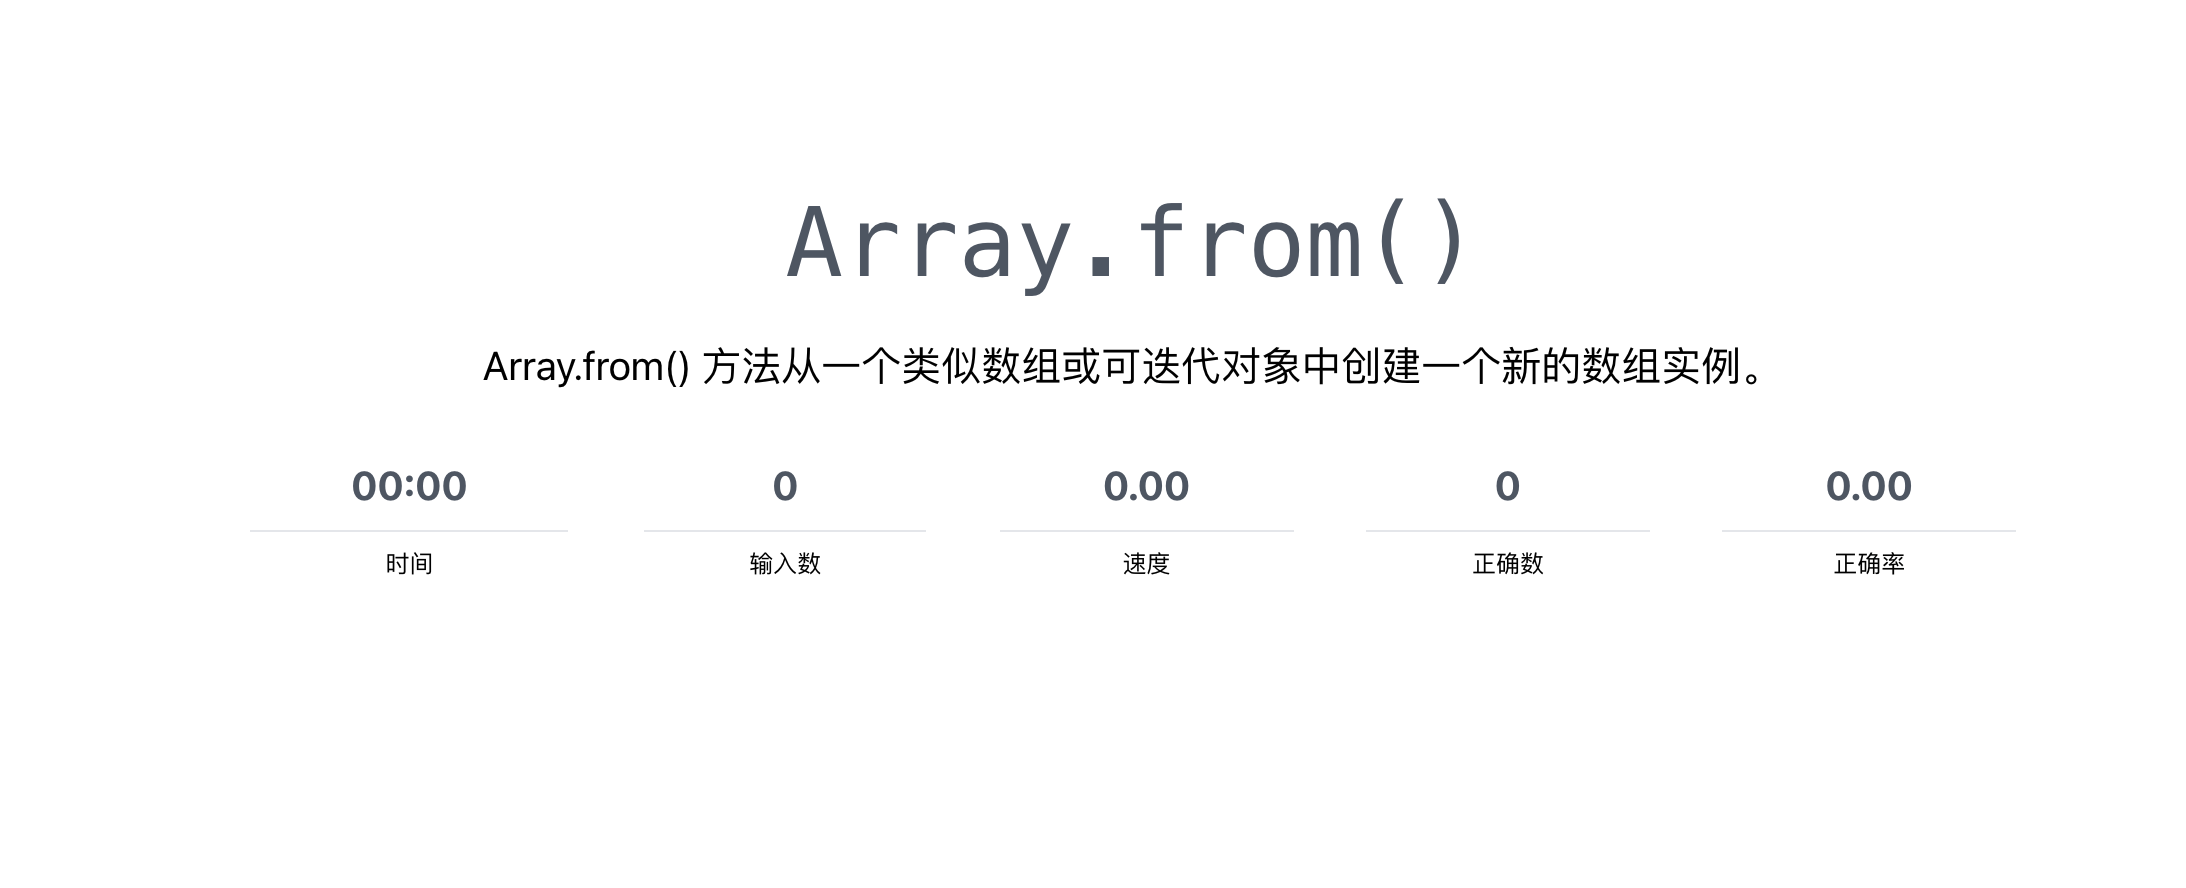 Array.from()
Array.from() 方法从一个类似数组或可迭代对象中创建一个新的数组实例。
00:00 0 0.00 0 0.00
时间 输入数 速度 正确数 正确率